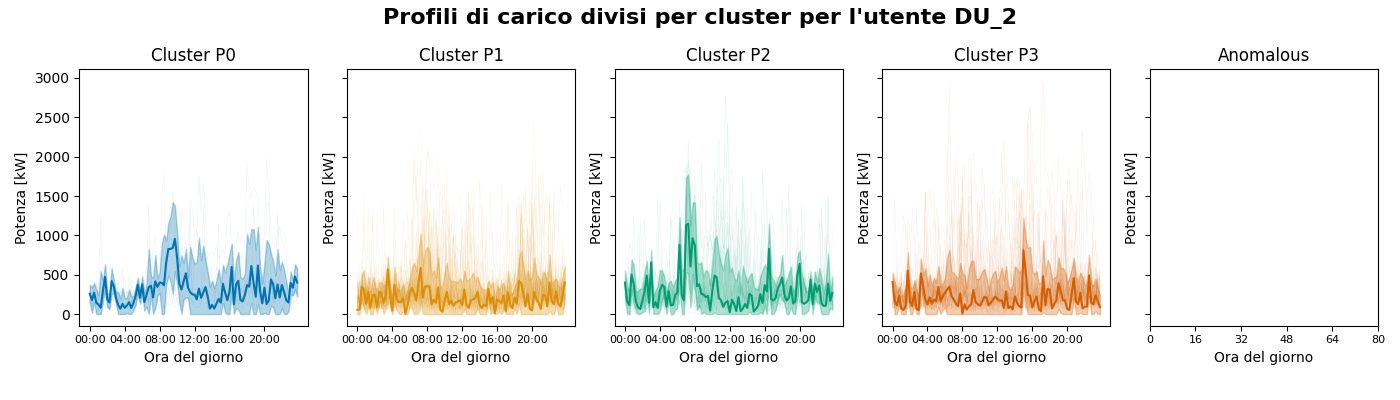 Profili di carico divisi per cluster per l'utente DU_2
Cluster P0
Cluster P1
Cluster P2
Cluster P3
Anomalous
Potenza [kW]
3000
2500
2000
1500
1000
500
0
00:00 04:00 08:00 12:00 16:00 20:00
Ora del giorno
Potenza [kW]
00:00 04:00 08:00 12:00 16:00 20:00
Ora del giorno
Potenza [kW]
00:00 04:00 08:00 12:00 16:00 20:00
Ora del giorno
Potenza [kW]
00:00 04:00 08:00 12:00 16:00 20:00
Ora del giorno
Potenza [kW]
0 16 32 48 64 80
Ora del giorno